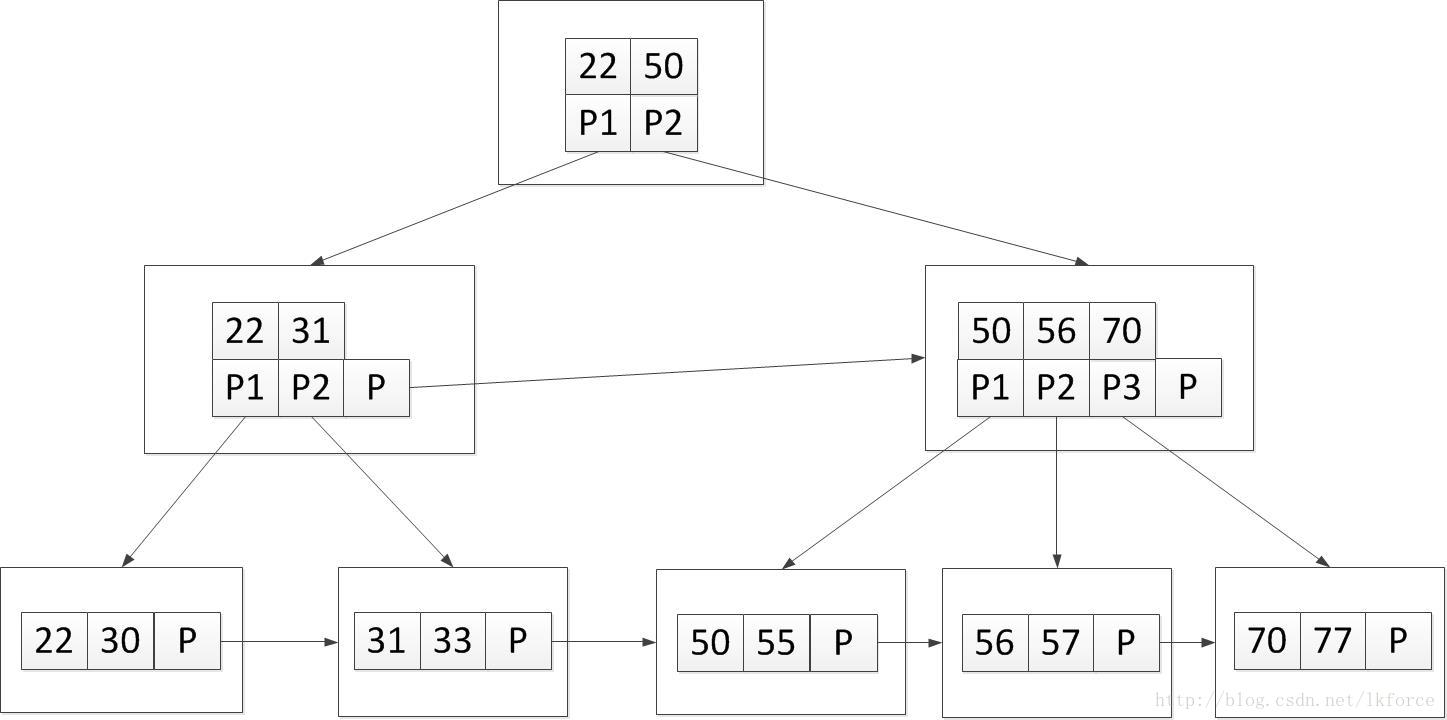 22 50
P1 P2
22 31
P1 P2 P
50 56 70
P1 P2 P3 P
22 30 P
31 33 P
50 55 P
56 57 P
70 77 P
http://blog.csdn.net/lkforce